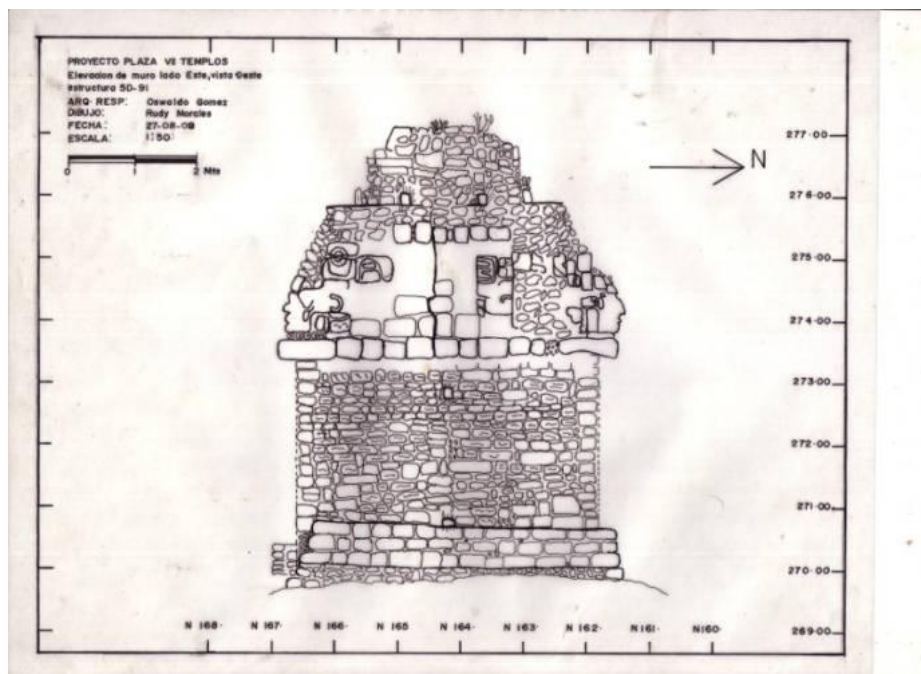 PROYECTO PLAZA VII TEMPLOS
Elevacion de muro lado Este, vista Oeste
estructura 5D-91
ARQ. RESP: Oswaldo Gomez
DIBUJO: Rudy Morales
FECHA: 27-08-08
ESCALA: 1:50
0 1 2 Mts
N
277.00
276.00
275.00
274.00
273.00
272.00
271.00
270.00
269.00
N 168. N 167. N 166. N 165 N 164. N 163. N 162. N 161. N160.